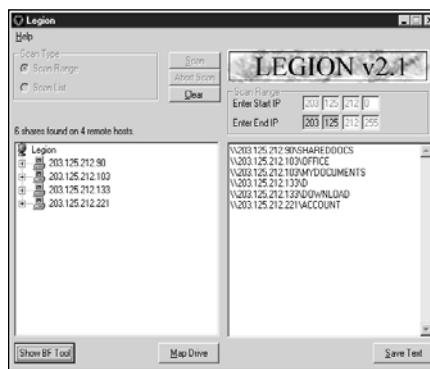 Legion
Help
Scan Type
Scan Range
Scan List
Scan
Abort Scan
Clear
LEGION v2.1
Scan Range
Enter Start IP 203 125 212 0
Enter End IP 203 125 212 255
6 shares found on 4 remote hosts.
Legion
203.125.212.90
203.125.212.103
203.125.212.133
203.125.212.221
\\203.125.212.90\SHAREDDOCS
\\203.125.212.103\OFFICE
\\203.125.212.103\MYDOCUMENTS
\\203.125.212.133\D
\\203.125.212.133\DOWNLOAD
\\203.125.212.221\ACCOUNT
Show BF Tool
Map Drive
Save Text